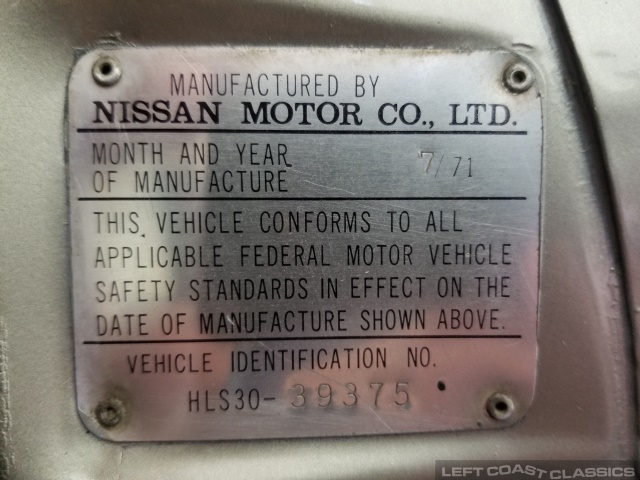 MANUFACTURED BY
NISSAN MOTOR CO., LTD.
MONTH AND YEAR 7/71
OF MANUFACTURE
THIS VEHICLE CONFORMS TO ALL
APPLICABLE FEDERAL MOTOR VEHICLE
SAFETY STANDARDS IN EFFECT ON THE
DATE OF MANUFACTURE SHOWN ABOVE.
VEHICLE IDENTIFICATION NO.
HLS30-39375
LEFT COAST CLASSICS